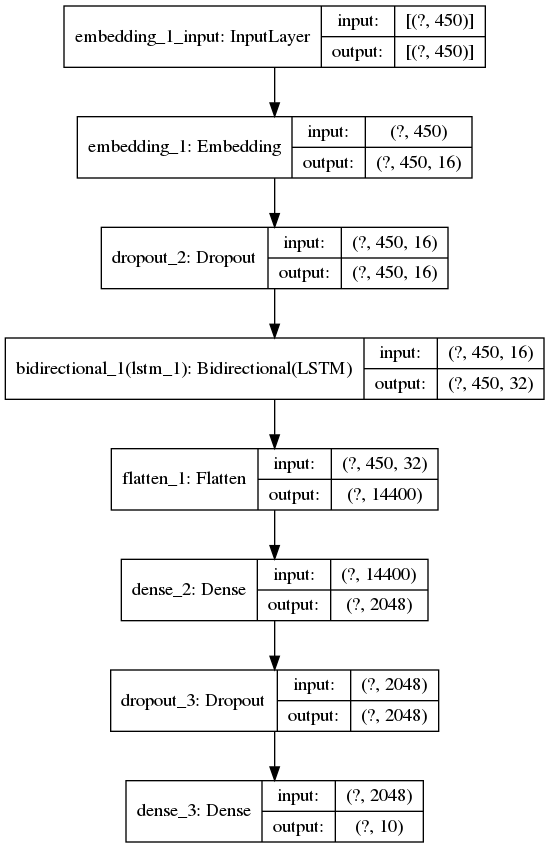 embedding_1_input: InputLayer
input: [(?, 450)]
output: [(?, 450)]
embedding_1: Embedding
input: (?, 450)
output: (?, 450, 16)
dropout_2: Dropout
input: (?, 450, 16)
output: (?, 450, 16)
bidirectional_1(lstm_1): Bidirectional(LSTM)
input: (?, 450, 16)
output: (?, 450, 32)
flatten_1: Flatten
input: (?, 450, 32)
output: (?, 14400)
dense_2: Dense
input: (?, 14400)
output: (?, 2048)
dropout_3: Dropout
input: (?, 2048)
output: (?, 2048)
dense_3: Dense
input: (?, 2048)
output: (?, 10)